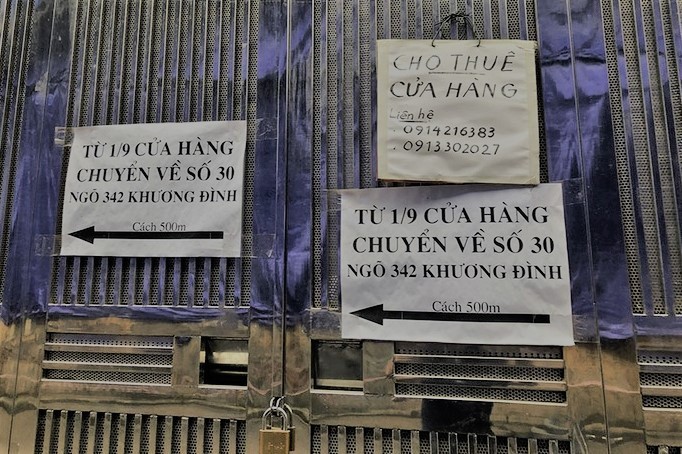 CHO THUÊ
CỬA HÀNG
Liên hệ
. 0914216383
. 0913302027
TỪ 1/9 CỬA HÀNG
CHUYỂN VỀ SỐ 30
NGÕ 342 KHƯƠNG ĐÌNH
Cách 500m
TỪ 1/9 CỬA HÀNG
CHUYỂN VỀ SỐ 30
NGÕ 342 KHƯƠNG ĐÌNH
Cách 500m